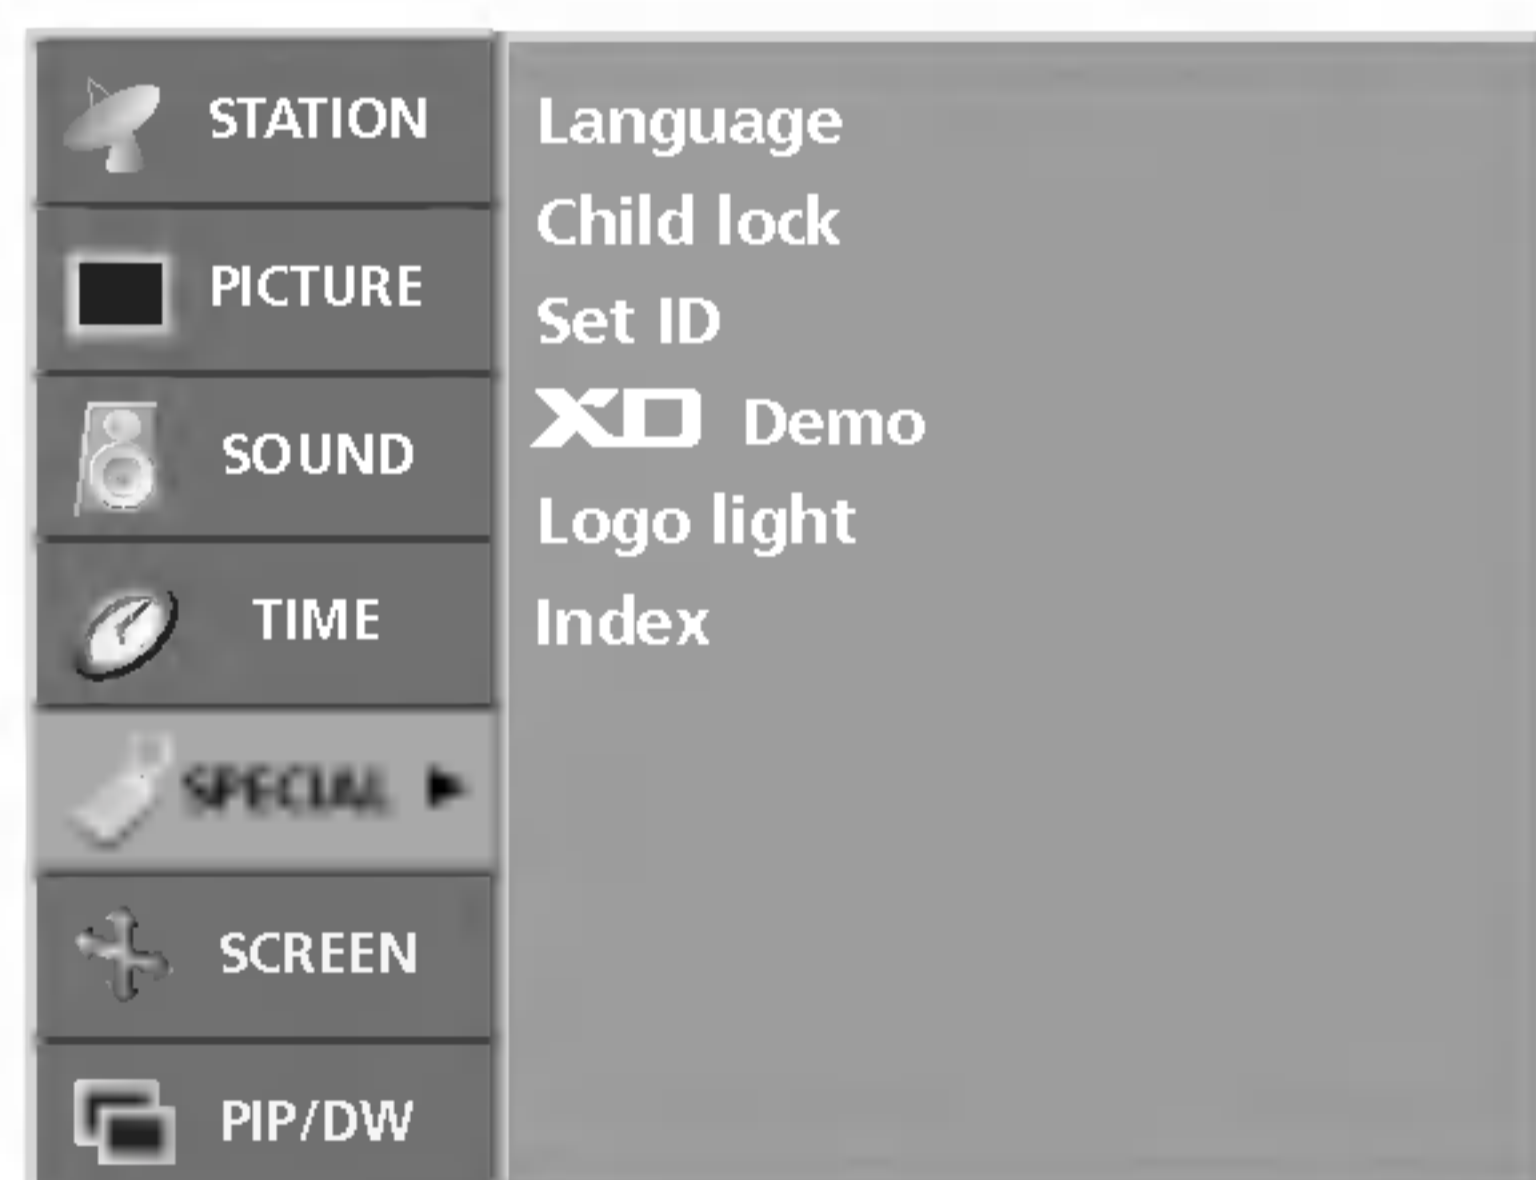 STATION
PICTURE
SOUND
TIME
SPECIAL
SCREEN
PIP/DW
Language
Child lock
Set ID
XD Demo
Logo light
Index